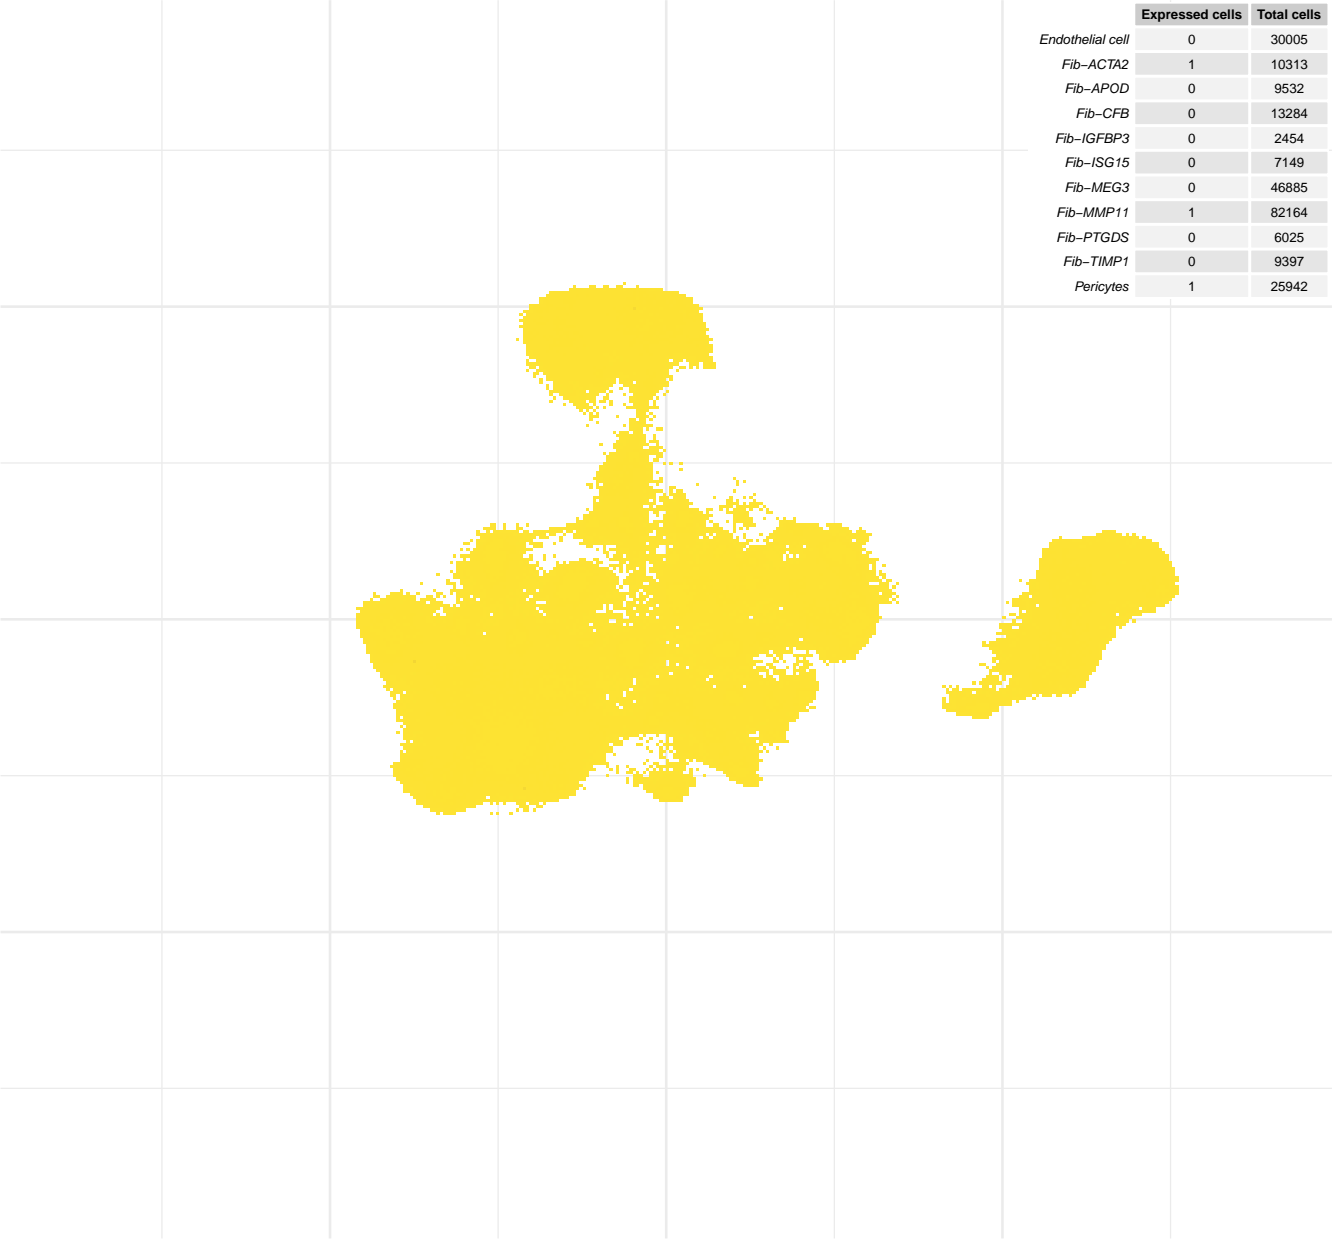 Expressed cells Total cells
Endothelial cell 0 30005
Fib−ACTA2 1 10313
Fib−APOD 0 9532
Fib−CFB 0 13284
Fib−IGFBP3 0 2454
Fib−ISG15 0 7149
Fib−MEG3 0 46885
Fib−MMP11 1 82164
Fib−PTGDS 0 6025
Fib−TIMP1 0 9397
Pericytes 1 25942